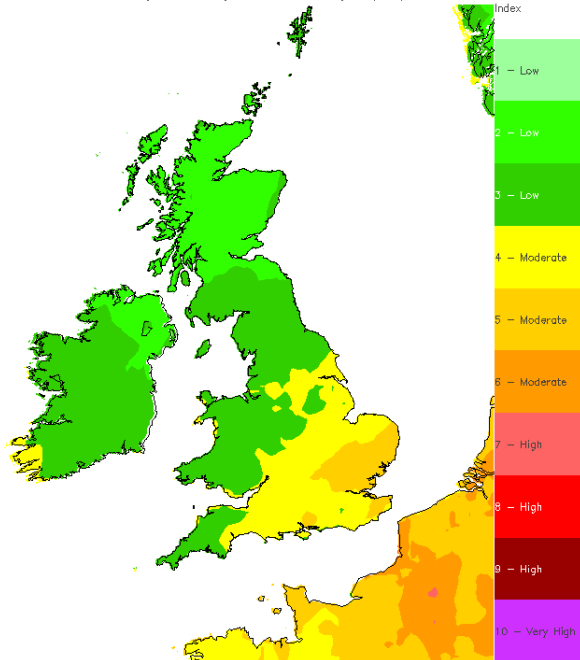 Index
1 - Low
2 - Low
3 - Low
4 - Moderate
5 - Moderate
6 - Moderate
7 - High
8 - High
9 - High
10 - Very High